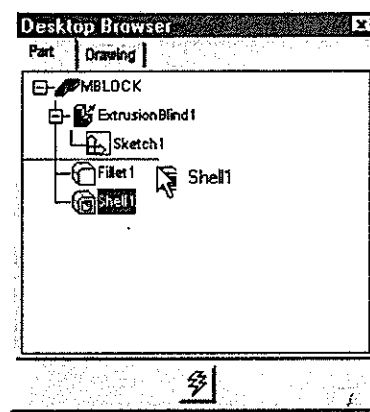 Desktop Browser
Part Drawing
MBLOCK
ExtrusionBlind1
Sketch1
Fillet1 Shell1
Shell1